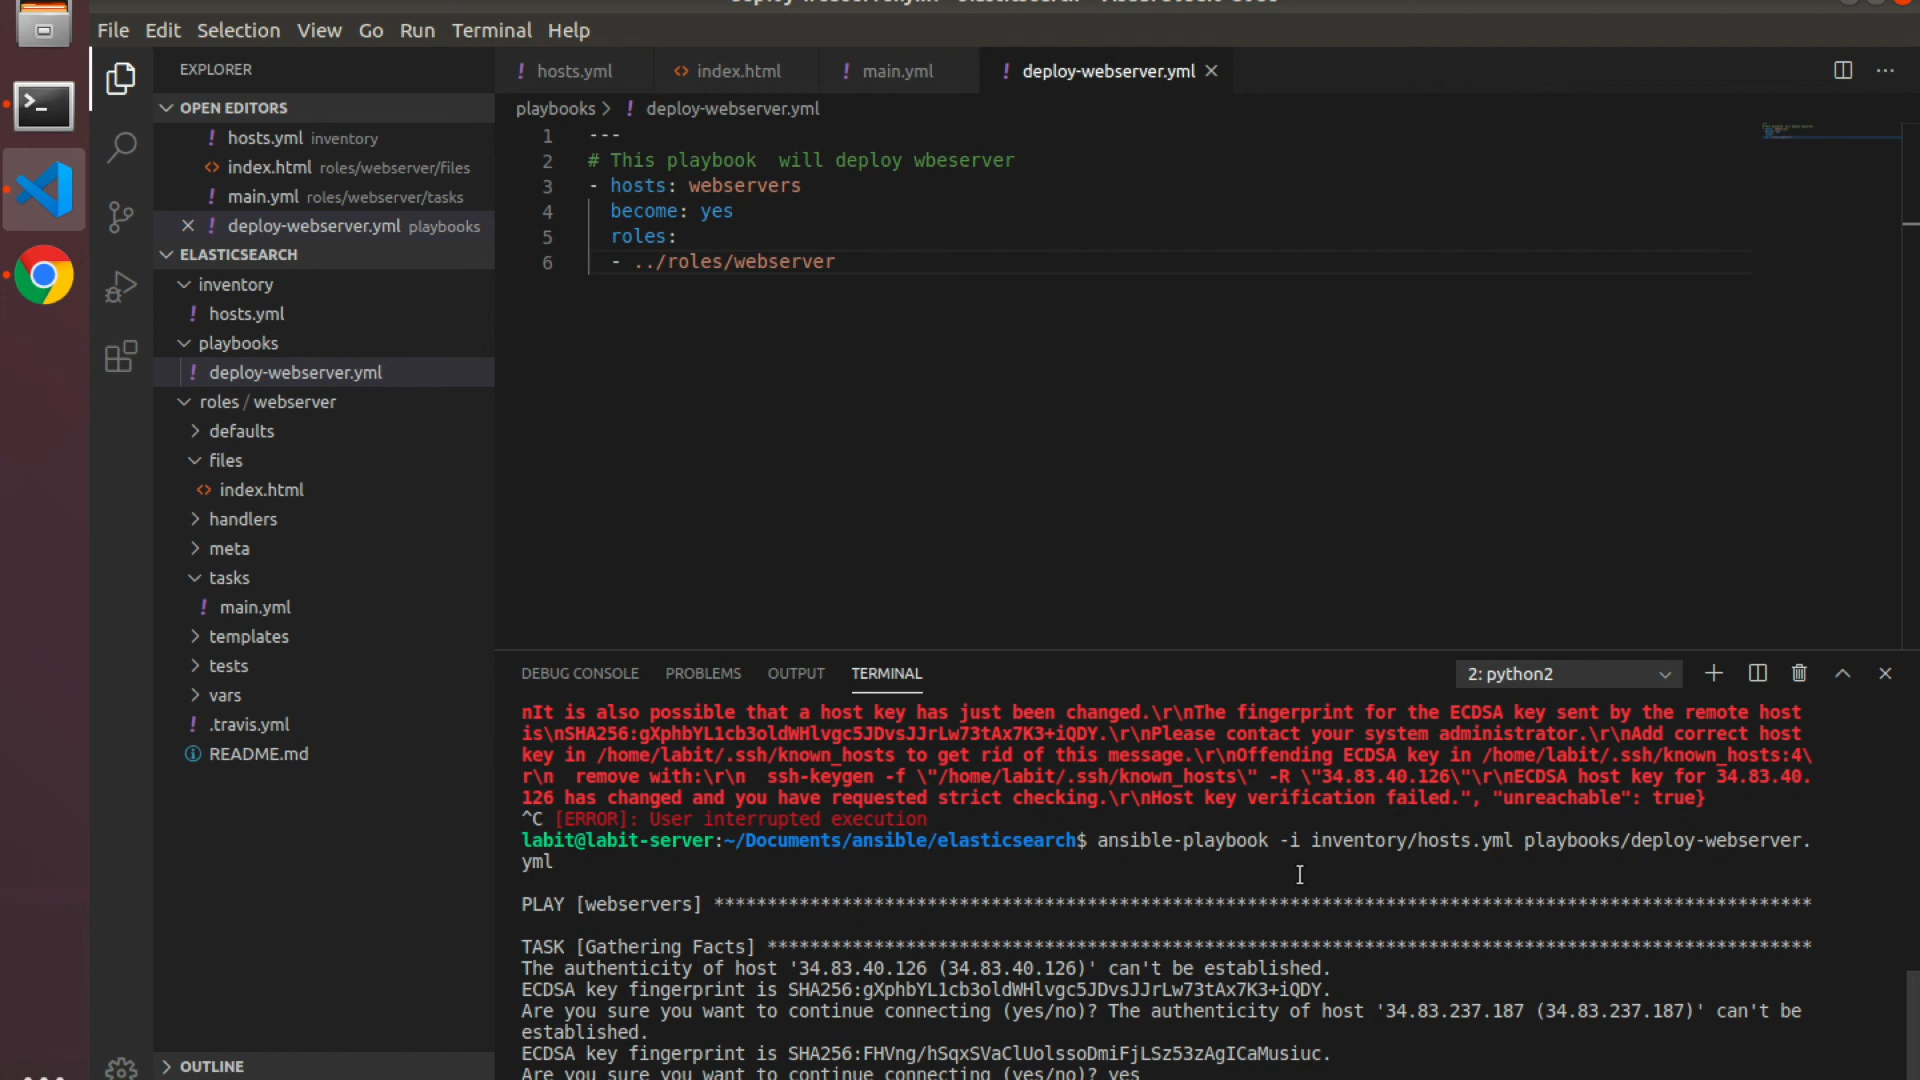 File Edit Selection View Go Run Terminal Help
EXPLORER
OPEN EDITORS
hosts.yml inventory
index.html roles/webserver/files
main.yml roles/webserver/tasks
deploy-webserver.yml playbooks
ELASTICSEARCH
inventory
hosts.yml
playbooks
deploy-webserver.yml
roles / webserver
defaults
files
index.html
handlers
meta
tasks
main.yml
templates
tests
vars
.travis.yml
README.md
OUTLINE
hosts.yml index.html main.yml deploy-webserver.yml
playbooks > ! deploy-webserver.yml
1 ---
2 # This playbook  will deploy wbeserver
3 - hosts: webservers
4 become: yes
5 roles:
6 - ../roles/webserver
DEBUG CONSOLE PROBLEMS OUTPUT TERMINAL 2: python2
nIt is also possible that a host key has just been changed.\r\nThe fingerprint for the ECDSA key sent by the remote host
is\nSHA256:gXphbYL1cb3oldWHlvgc5JDvsJJrLw73tAx7K3+iQDY.\r\nPlease contact your system administrator.\r\nAdd correct host
key in /home/labit/.ssh/known_hosts to get rid of this message.\r\nOffending ECDSA key in /home/labit/.ssh/known_hosts:4\
r\n  remove with:\r\n  ssh-keygen -f \"/home/labit/.ssh/known_hosts\" -R \"34.83.40.126\"\r\nECDSA host key for 34.83.40.
126 has changed and you have requested strict checking.\r\nHost key verification failed.", "unreachable": true}
^C [ERROR]: User interrupted execution
labit@labit-server:~/Documents/ansible/elasticsearch$ ansible-playbook -i inventory/hosts.yml playbooks/deploy-webserver.
yml
PLAY [webservers] *******************************************************************************************************
TASK [Gathering Facts] **************************************************************************************************
The authenticity of host '34.83.40.126 (34.83.40.126)' can't be established.
ECDSA key fingerprint is SHA256:gXphbYL1cb3oldWHlvgc5JDvsJJrLw73tAx7K3+iQDY.
Are you sure you want to continue connecting (yes/no)? The authenticity of host '34.83.237.187 (34.83.237.187)' can't be
established.
ECDSA key fingerprint is SHA256:FHVng/hSqxSVaClUolssoDmiFjLSz53zAgICaMusiuc.
Are you sure you want to continue connecting (yes/no)? yes